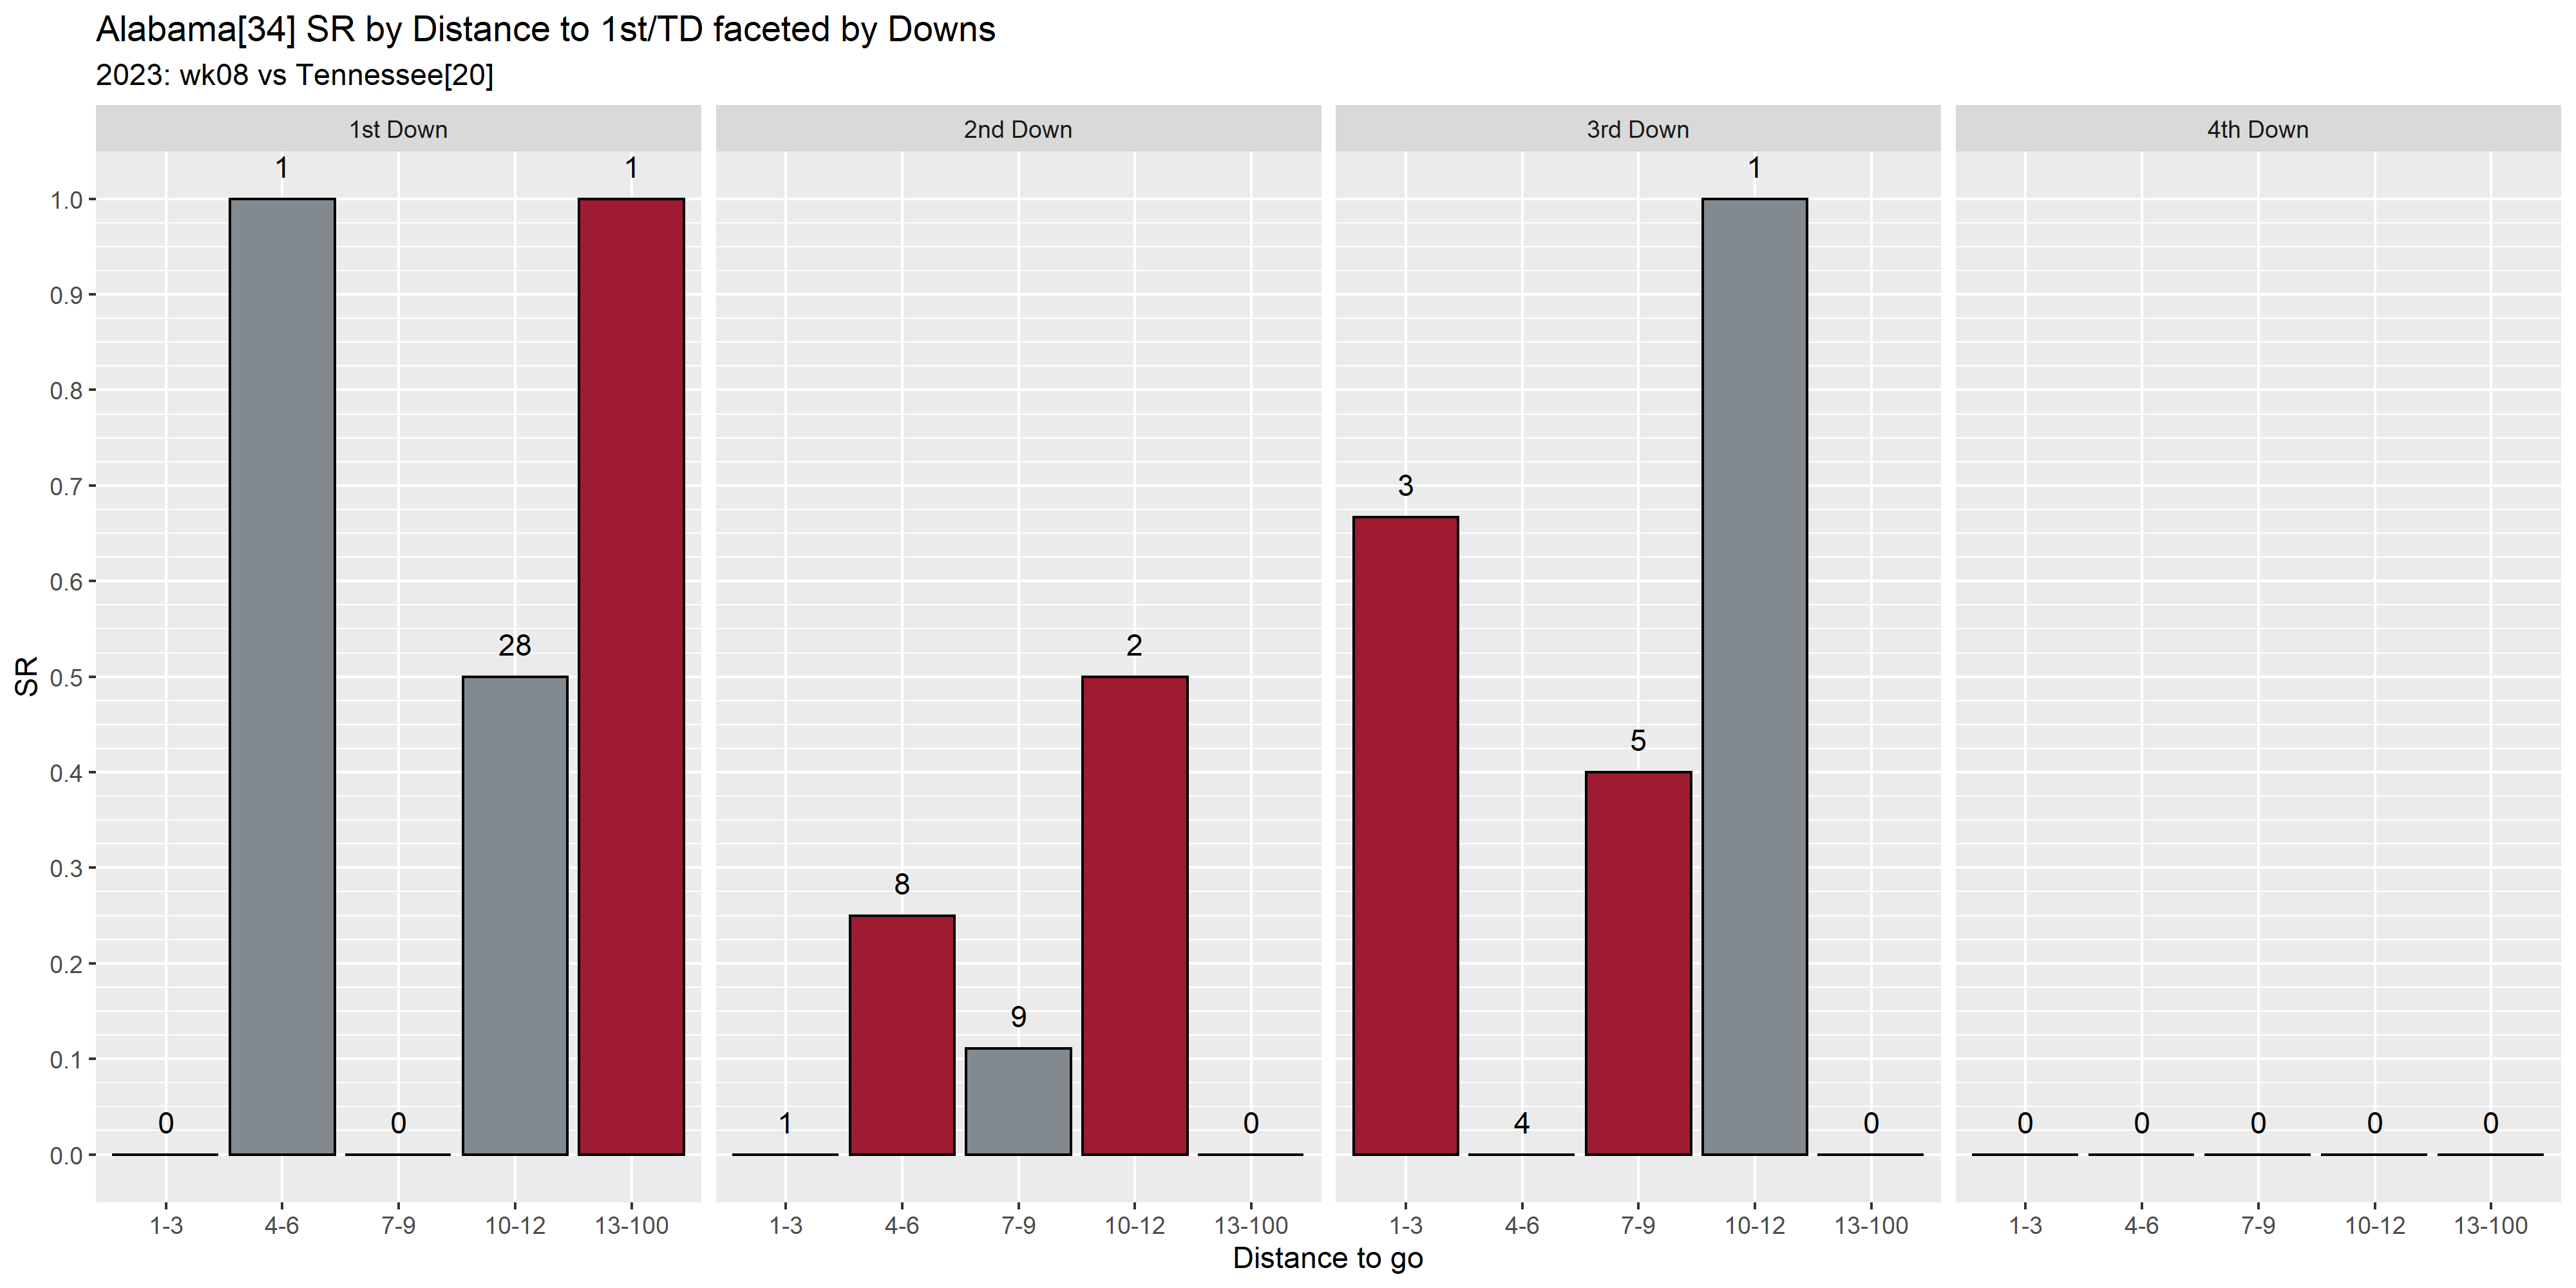 Alabama[34] SR by Distance to 1st/TD faceted by Downs
2023: wk08 vs Tennessee[20]
1st Down
2nd Down
3rd Down
4th Down
SR
1.0
0.9
0.8
0.7
0.6
0.5
0.4
0.3
0.2
0.1
0.0
0 1 0 28 1
1 8 9 2 0
3 4 5 1 0
0 0 0 0 0
1-3 4-6 7-9 10-12 13-100
1-3 4-6 7-9 10-12 13-100
1-3 4-6 7-9 10-12 13-100
1-3 4-6 7-9 10-12 13-100
Distance to go